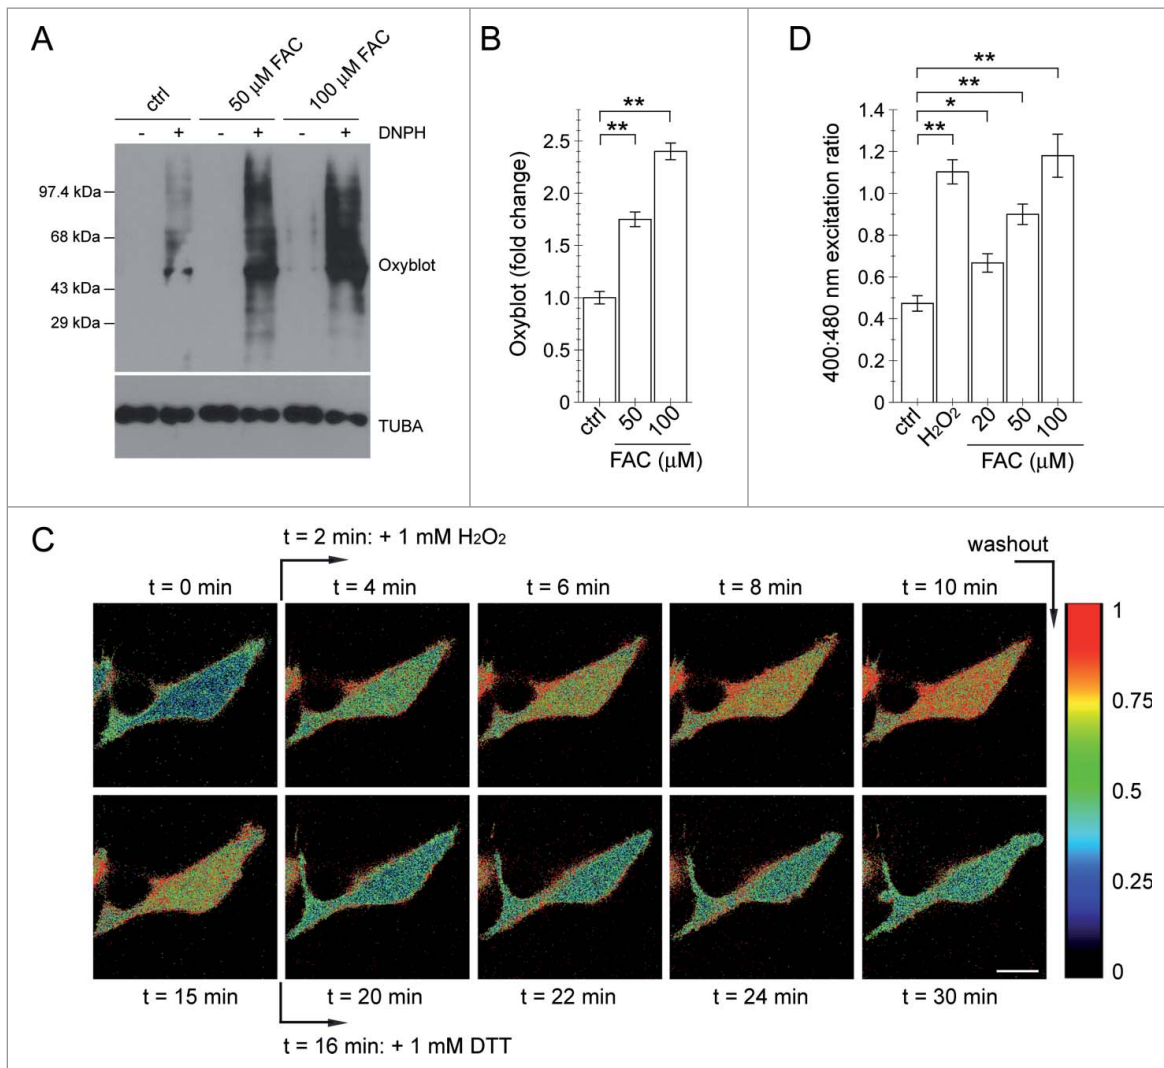 A
ctrl
50 μM FAC
100 μM FAC
- + - + - + DNPH
97.4 kDa
68 kDa
43 kDa
29 kDa
Oxyblot
TUBA
B
** 
**
Oxyblot (fold change)
2.5
2.0
1.5
1.0
2.5
0
ctrl
50
100
FAC (μM)
D
**
**
*
**
400:480 nm excitation ratio
1.4
1.2
1.0
0.8
0.6
0.4
0.2
0
ctrl
H₂O₂
20
50
100
FAC (μM)
C
t = 2 min: + 1 mM H₂O₂
washout
t = 0 min
t = 4 min
t = 6 min
t = 8 min
t = 10 min
1
0.75
0.5
0.25
0
t = 15 min
t = 20 min
t = 22 min
t = 24 min
t = 30 min
t = 16 min: + 1 mM DTT